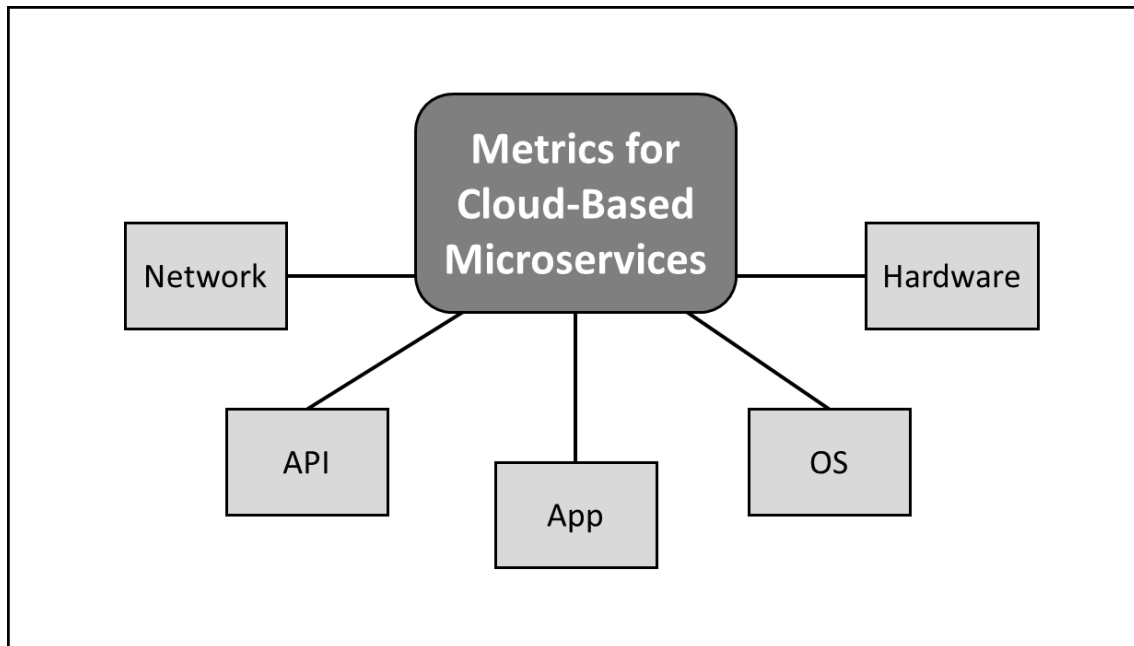 Metrics for
Cloud-Based
Microservices
Network
Hardware
API
OS
App